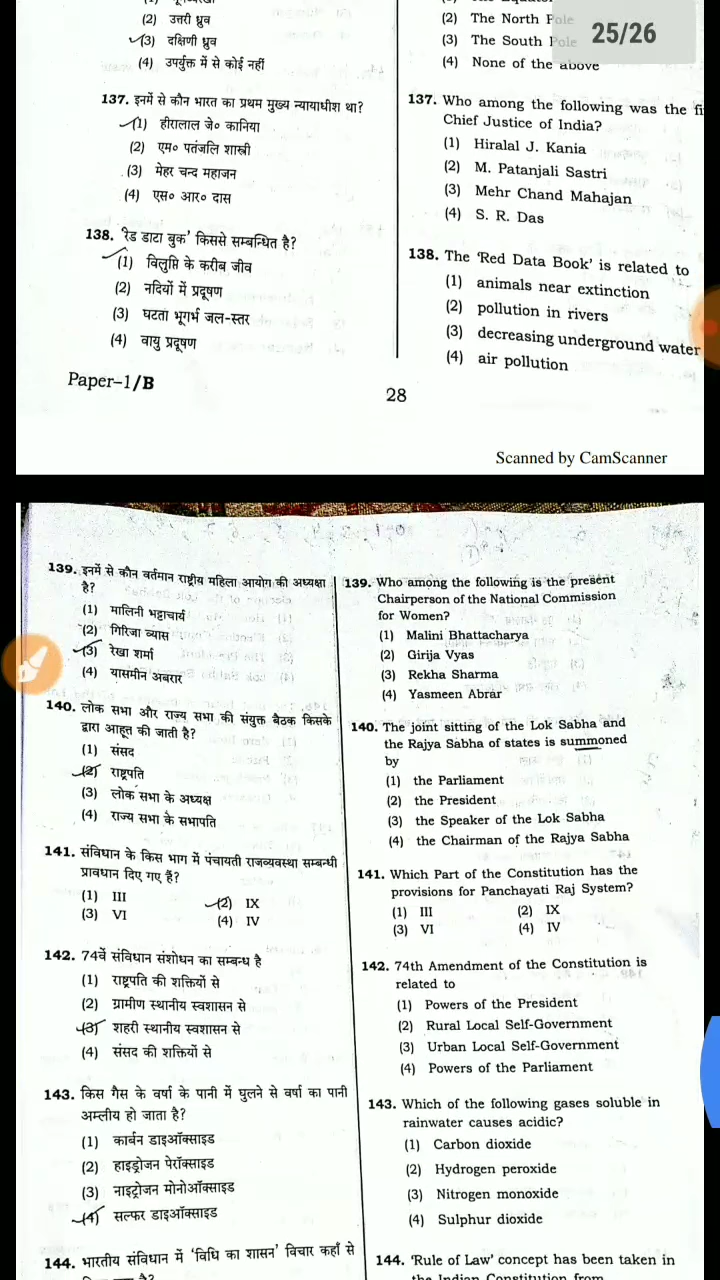 (2) उत्तरी ध्रुव
(3) दक्षिणी ध्रुव
(4) उपर्युक्त में से कोई नहीं
137. इनमें से कौन भारत का प्रथम मुख्य न्यायाधीश था?
(1) हीरालाल जे० कानिया
(2) एम० पतंजलि शास्त्री
(3) मेहर चन्द महाजन
(4) एस० आर० दास
138. 'रेड डाटा बुक' किससे सम्बन्धित है?
(1) विलुप्ति के करीब जीव
(2) नदियों में प्रदूषण
(3) घटता भूगर्भ जल-स्तर
(4) वायु प्रदूषण
(2) The North Pole
(3) The South Pole
(4) None of the above
25/26
137. Who among the following was the fi
Chief Justice of India?
(1) Hiralal J. Kania
(2) M. Patanjali Sastri
(3) Mehr Chand Mahajan
(4) S. R. Das
138. The 'Red Data Book' is related to
(1) animals near extinction
(2) pollution in rivers
(3) decreasing underground water
(4) air pollution
Paper-1/B
28
Scanned by CamScanner
139. इनमें से कौन वर्तमान राष्ट्रीय महिला आयोग की अध्यक्षा
है?
(1) मालिनी भट्टाचार्य
(2) गिरिजा व्यास
(3) रेखा शर्मा
(4) यासमीन अबरार
140. लोक सभा और राज्य सभा की संयुक्त बैठक किसके
द्वारा आहूत की जाती है?
(1) संसद
(2) राष्ट्रपति
(3) लोक सभा के अध्यक्ष
(4) राज्य सभा के सभापति
141. संविधान के किस भाग में पंचायती राजव्यवस्था सम्बन्धी
प्रावधान दिए गए हैं?
(1) III (2) IX
(3) VI (4) IV
142. 74वें संविधान संशोधन का सम्बन्ध है
(1) राष्ट्रपति की शक्तियों से
(2) ग्रामीण स्थानीय स्वशासन से
(3) शहरी स्थानीय स्वशासन से
(4) संसद की शक्तियों से
143. किस गैस के वर्षा के पानी में घुलने से वर्षा का पानी
अम्लीय हो जाता है?
(1) कार्बन डाइऑक्साइड
(2) हाइड्रोजन पेरॉक्साइड
(3) नाइट्रोजन मोनोऑक्साइड
(4) सल्फर डाइऑक्साइड
144. भारतीय संविधान में 'विधि का शासन' विचार कहाँ से
139. Who among the following is the present
Chairperson of the National Commission
for Women?
(1) Malini Bhattacharya
(2) Girija Vyas
(3) Rekha Sharma
(4) Yasmeen Abrar
140. The joint sitting of the Lok Sabha and
the Rajya Sabha of states is summoned
by
(1) the Parliament
(2) the President
(3) the Speaker of the Lok Sabha
(4) the Chairman of the Rajya Sabha
141. Which Part of the Constitution has the
provisions for Panchayati Raj System?
(1) III (2) IX
(3) VI (4) IV
142. 74th Amendment of the Constitution is
related to
(1) Powers of the President
(2) Rural Local Self-Government
(3) Urban Local Self-Government
(4) Powers of the Parliament
143. Which of the following gases soluble in
rainwater causes acidic?
(1) Carbon dioxide
(2) Hydrogen peroxide
(3) Nitrogen monoxide
(4) Sulphur dioxide
144. 'Rule of Law' concept has been taken in
the Indian Constitution from